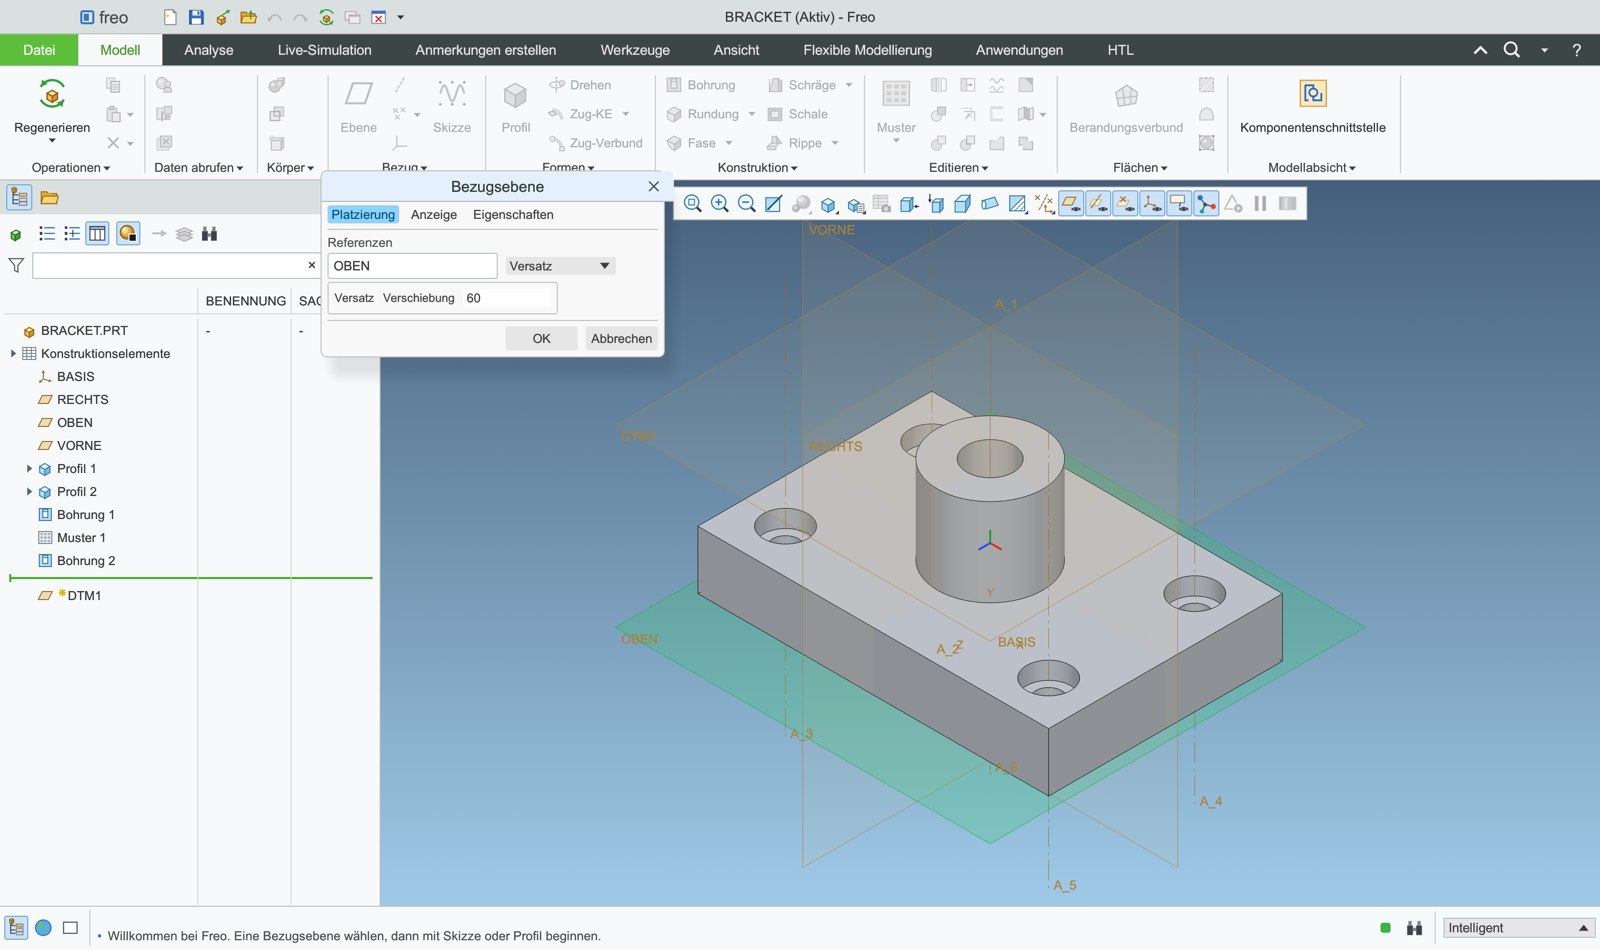 freo
BRACKET (Aktiv) - Freo
Datei
Modell
Analyse
Live-Simulation
Anmerkungen erstellen
Werkzeuge
Ansicht
Flexible Modellierung
Anwendungen
HTL
?
Regenerieren
Ebene
Skizze
Profil
Drehen
Zug-KE
Zug-Verbund
Bohrung
Rundung
Fase
Schräge
Schale
Rippe
Muster
Berandungsverbund
Komponentenschnittstelle
Operationen
Daten abrufen
Körper
Bezug
Formen
Konstruktion
Editieren
Flächen
Modellabsicht
Bezugsebene
Platzierung
Anzeige
Eigenschaften
Referenzen
OBEN
Versatz
Versatz Verschiebung 60
OK
Abbrechen
BENENNUNG
SAC
BRACKET.PRT
-
-
Konstruktionselemente
BASIS
RECHTS
OBEN
VORNE
Profil 1
Profil 2
Bohrung 1
Muster 1
Bohrung 2
DTM1
VORNE
A_1
DTM1
RECHTS
Y
OBEN
A_2
Z
BASIS
X
A_3
A_6
A_4
A_5
• Willkommen bei Freo. Eine Bezugsebene wählen, dann mit Skizze oder Profil beginnen.
Intelligent